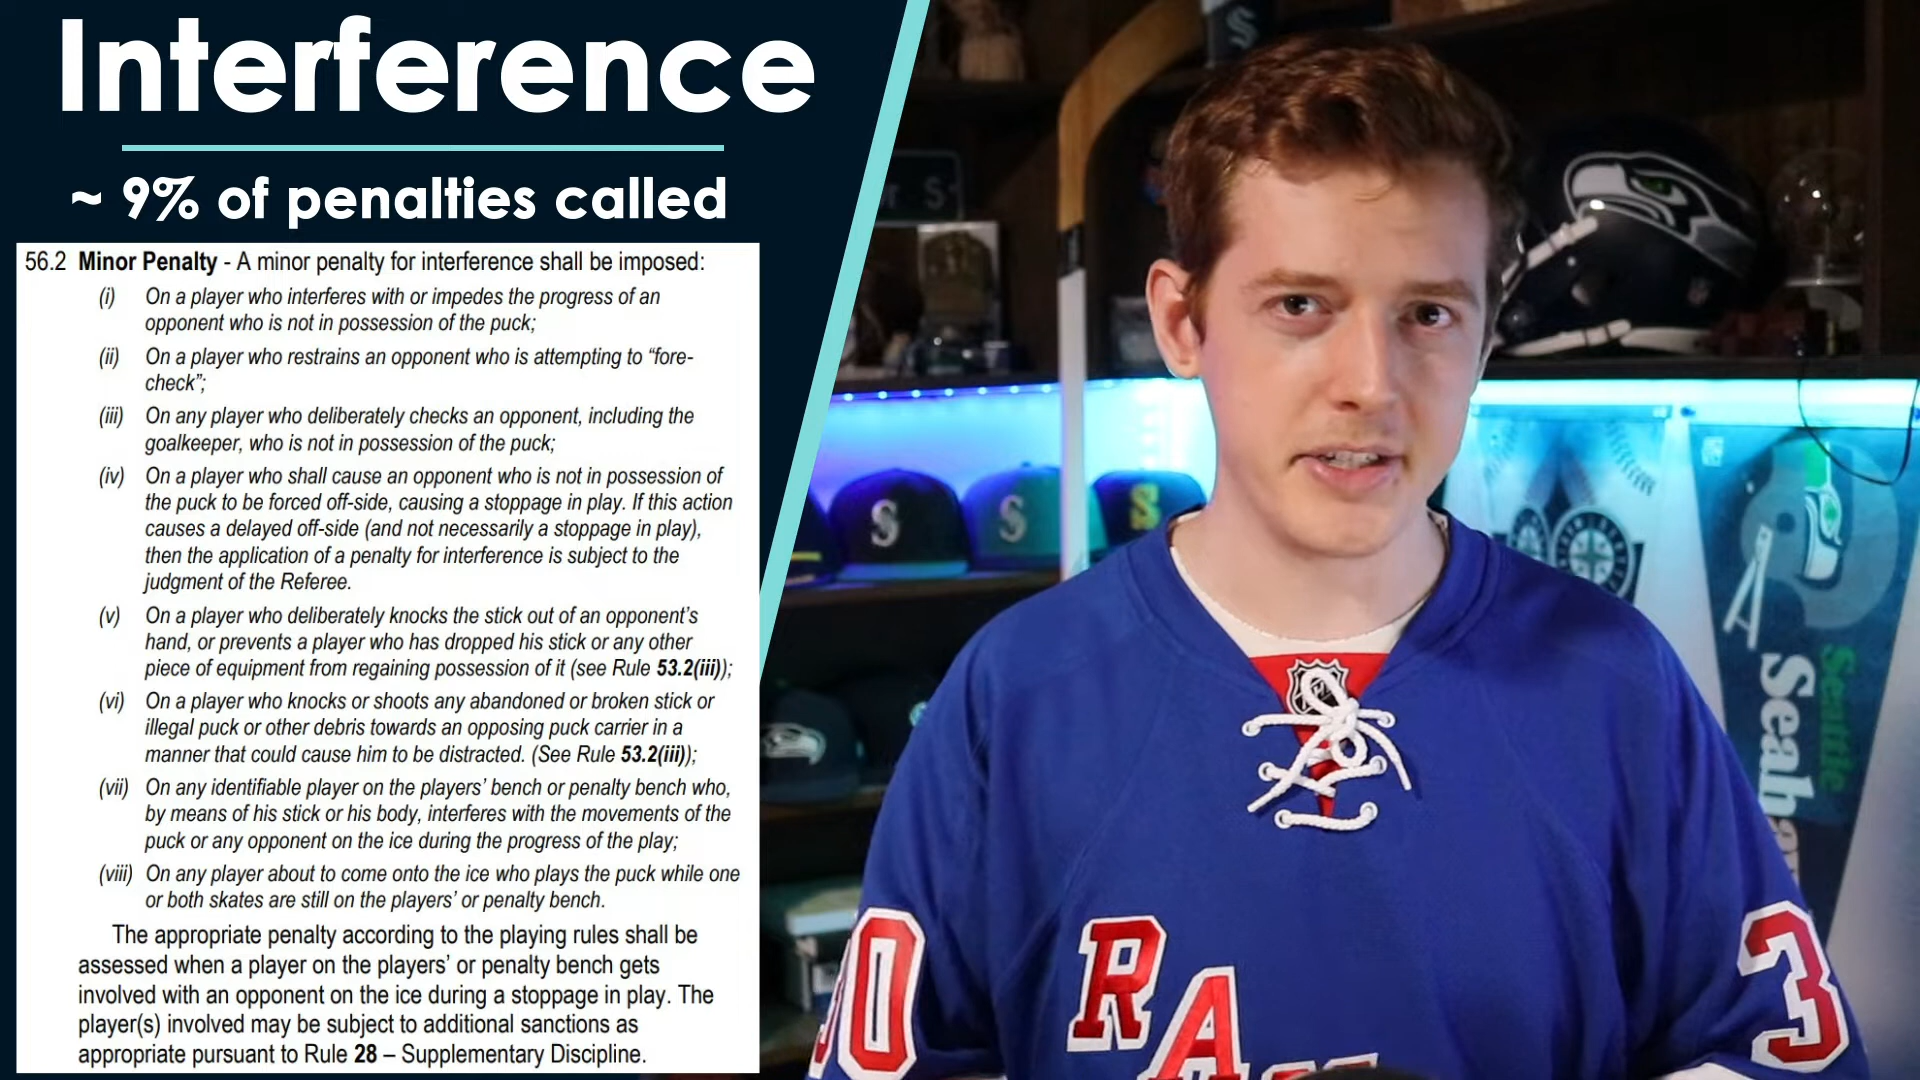 Interference
~ 9% of penalties called
56.2 Minor Penalty - A minor penalty for interference shall be imposed:
(i) On a player who interferes with or impedes the progress of an
opponent who is not in possession of the puck;
(ii) On a player who restrains an opponent who is attempting to “fore-
check”;
(iii) On any player who deliberately checks an opponent, including the
goalkeeper, who is not in possession of the puck;
(iv) On a player who shall cause an opponent who is not in possession of
the puck to be forced off-side, causing a stoppage in play. If this action
causes a delayed off-side (and not necessarily a stoppage in play),
then the application of a penalty for interference is subject to the
judgment of the Referee.
(v) On a player who deliberately knocks the stick out of an opponent’s
hand, or prevents a player who has dropped his stick or any other
piece of equipment from regaining possession of it (see Rule 53.2(iii));
(vi) On a player who knocks or shoots any abandoned or broken stick or
illegal puck or other debris towards an opposing puck carrier in a
manner that could cause him to be distracted. (See Rule 53.2(iii));
(vii) On any identifiable player on the players’ bench or penalty bench who,
by means of his stick or his body, interferes with the movements of the
puck or any opponent on the ice during the progress of the play;
(viii) On any player about to come onto the ice who plays the puck while one
or both skates are still on the players’ or penalty bench.
The appropriate penalty according to the playing rules shall be
assessed when a player on the players’ or penalty bench gets
involved with an opponent on the ice during a stoppage in play. The
player(s) involved may be subject to additional sanctions as
appropriate pursuant to Rule 28 – Supplementary Discipline.
S
S
S
S
Seattle
Seah
30
3
RA